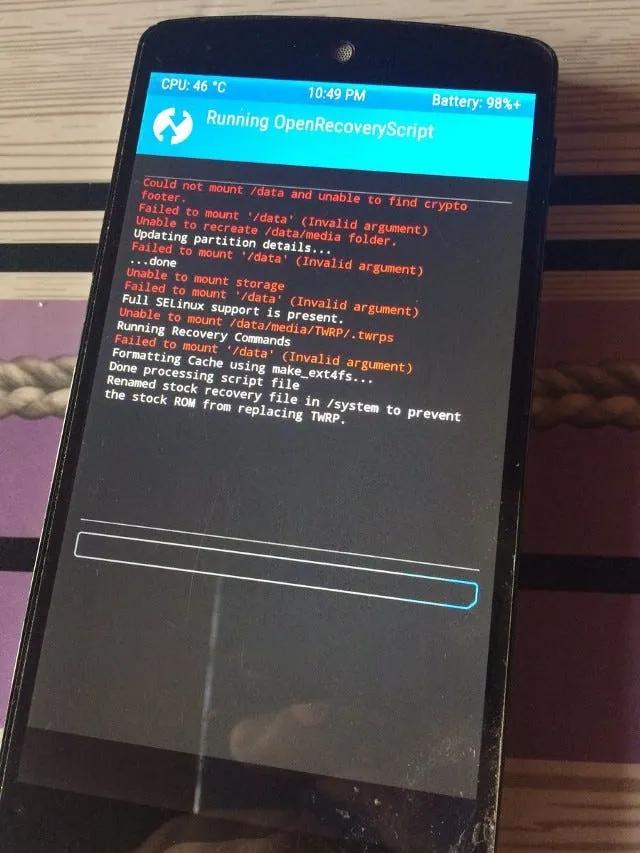 CPU: 46 °C 10:49 PM Battery: 98%+
Running OpenRecoveryScript
Could not mount /data and unable to find crypto
footer.
Failed to mount '/data' (Invalid argument)
Unable to recreate /data/media folder.
Updating partition details...
Failed to mount '/data' (Invalid argument)
...done
Unable to mount storage
Failed to mount '/data' (Invalid argument)
Full SELinux support is present.
Unable to mount /data/media/TWRP/.twrps
Running Recovery Commands
Failed to mount '/data' (Invalid argument)
Formatting Cache using make_ext4fs...
Done processing script file
Renamed stock recovery file in /system to prevent
the stock ROM from replacing TWRP.